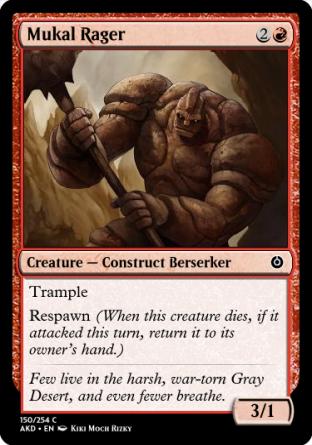 Mukal Rager 2
Creature — Construct Berserker
Trample
Respawn (When this creature dies, if it
attacked this turn, return it to its
owner's hand.)
Few live in the harsh, war-torn Gray
Desert, and even fewer breathe.
3/1
150/254 C
AKD • EN Kiki Moch Rizky